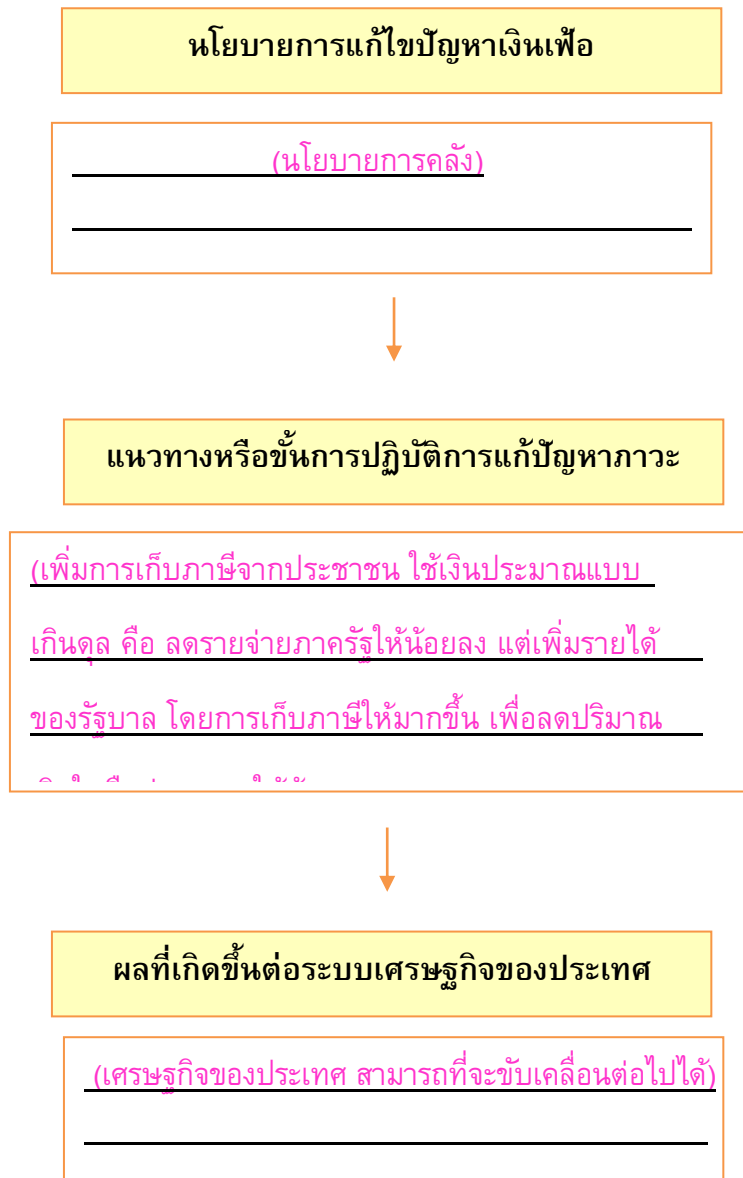 นโยบายการแก้ไขปัญหาเงินเฟ้อ
(นโยบายการคลัง)
แนวทางหรือขั้นการปฏิบัติการแก้ปัญหาภาวะ
(เพิ่มการเก็บภาษีจากประชาชน ใช้เงินประมาณแบบ
เกินดุล คือ ลดรายจ่ายภาครัฐให้น้อยลง แต่เพิ่มรายได้
ของรัฐบาล โดยการเก็บภาษีให้มากขึ้น เพื่อลดปริมาณ
ผลที่เกิดขึ้นต่อระบบเศรษฐกิจของประเทศ
(เศรษฐกิจของประเทศ สามารถที่จะขับเคลื่อนต่อไปได้)